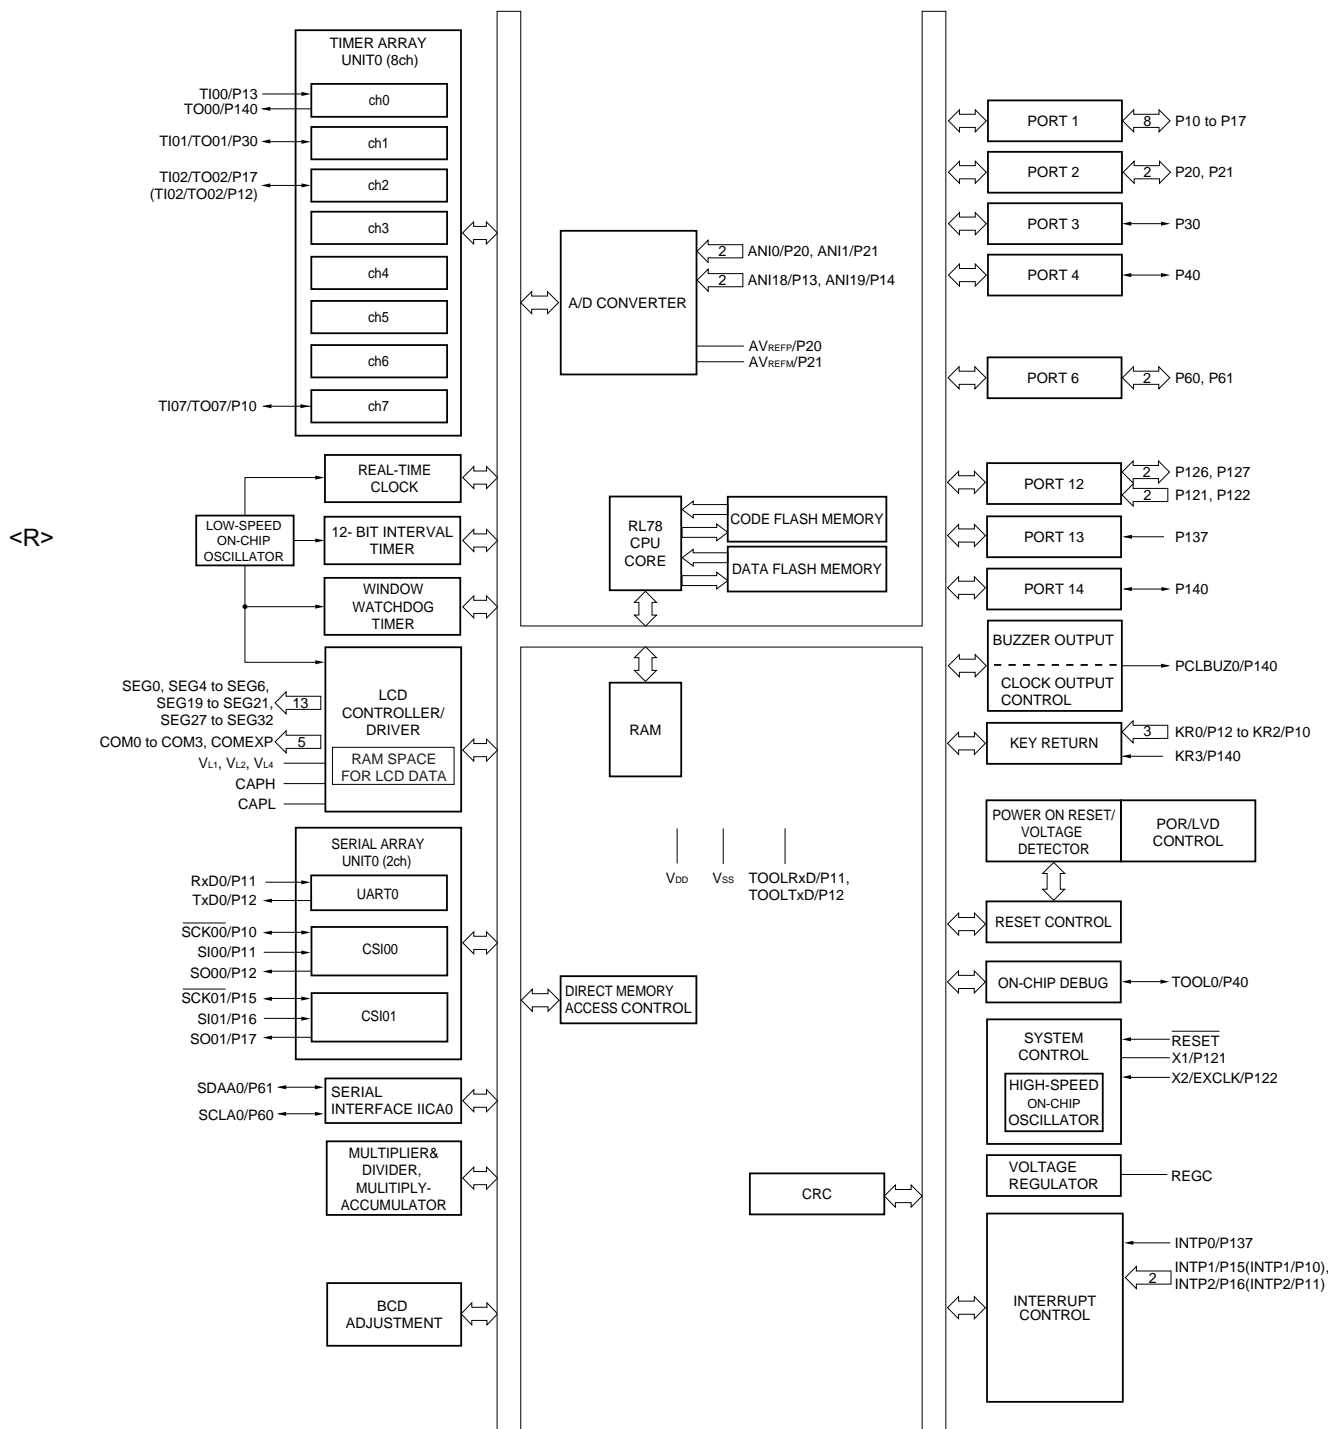 TIMER ARRAY
UNIT0 (8ch)
TI00/P13
TO00/P140
ch0
TI01/TO01/P30
ch1
TI02/TO02/P17
(TI02/TO02/P12)
ch2
ch3
ch4
ch5
ch6
TI07/TO07/P10
ch7
<R>
LOW-SPEED
ON-CHIP
OSCILLATOR
REAL-TIME
CLOCK
12- BIT INTERVAL
TIMER
WINDOW
WATCHDOG
TIMER
SEG0, SEG4 to SEG6,
SEG19 to SEG21,
SEG27 to SEG32
13
COM0 to COM3, COMEXP
5
VL1, VL2, VL4
CAPH
CAPL
LCD
CONTROLLER/
DRIVER
RAM SPACE
FOR LCD DATA
SERIAL ARRAY
UNIT0 (2ch)
RxD0/P11
TxD0/P12
UART0
SCK00/P10
SI00/P11
SO00/P12
CSI00
SCK01/P15
SI01/P16
SO01/P17
CSI01
SDAA0/P61
SCLA0/P60
SERIAL
INTERFACE IICA0
MULTIPLIER&
DIVIDER,
MULITIPLY-
ACCUMULATOR
BCD
ADJUSTMENT
A/D CONVERTER
2
ANI0/P20, ANI1/P21
2
ANI18/P13, ANI19/P14
AVREFP/P20
AVREFM/P21
RL78
CPU
CORE
CODE FLASH MEMORY
DATA FLASH MEMORY
RAM
VDD
VSS
TOOLRxD/P11,
TOOLTxD/P12
DIRECT MEMORY
ACCESS CONTROL
CRC
PORT 1
8
P10 to P17
PORT 2
2
P20, P21
PORT 3
P30
PORT 4
P40
PORT 6
2
P60, P61
PORT 12
2
P126, P127
2
P121, P122
PORT 13
P137
PORT 14
P140
BUZZER OUTPUT
CLOCK OUTPUT
CONTROL
PCLBUZ0/P140
KEY RETURN
3
KR0/P12 to KR2/P10
KR3/P140
POWER ON RESET/
VOLTAGE
DETECTOR
POR/LVD
CONTROL
RESET CONTROL
ON-CHIP DEBUG
TOOL0/P40
SYSTEM
CONTROL
RESET
X1/P121
X2/EXCLK/P122
HIGH-SPEED
ON-CHIP
OSCILLATOR
VOLTAGE
REGULATOR
REGC
INTERRUPT
CONTROL
INTP0/P137
2
INTP1/P15(INTP1/P10),
INTP2/P16(INTP2/P11)